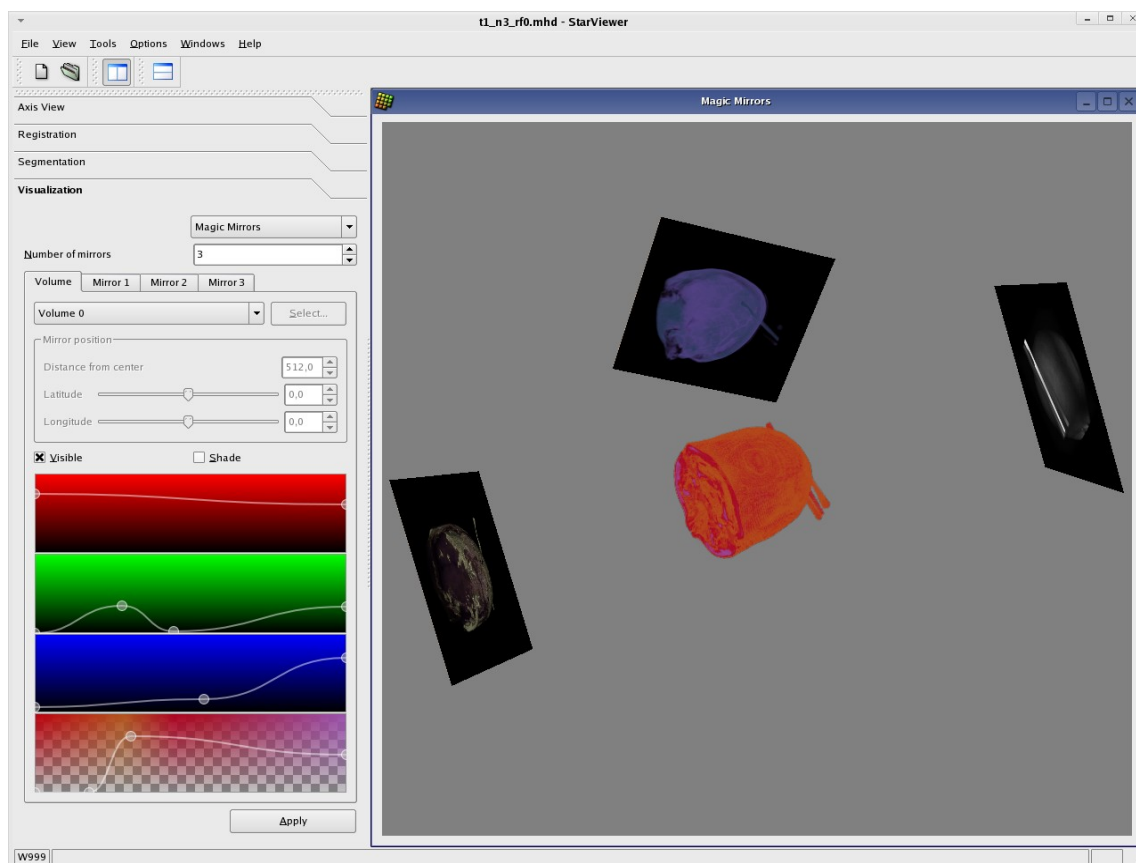 t1_n3_rf0.mhd - StarViewer
File View Tools Options Windows Help
Axis View
Registration
Segmentation
Visualization
Magic Mirrors
Number of mirrors 3
Volume Mirror 1 Mirror 2 Mirror 3
Volume 0 Select...
Mirror position
Distance from center 512,0
Latitude 0,0
Longitude 0,0
Visible Shade
Apply
W999
Magic Mirrors